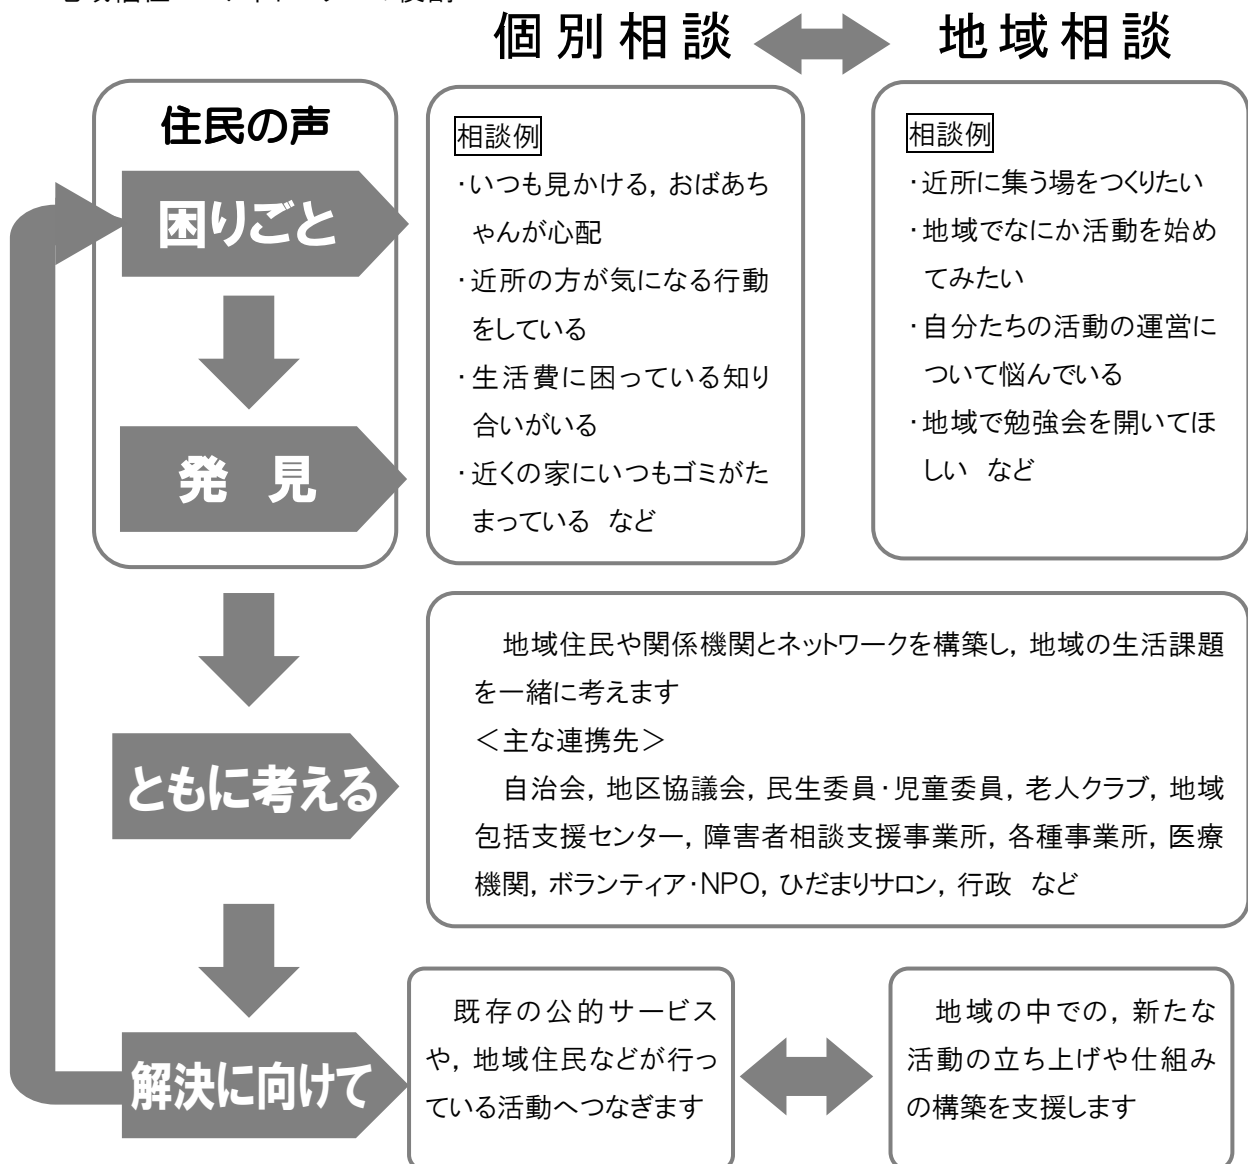 個別相談
地域相談
住民の声
困りごと
発 見
相談例
・いつも見かける，おばあち
ゃんが心配
・近所の方が気になる行動
をしている
・生活費に困っている知り
合いがいる
・近くの家にいつもゴミがた
まっている など
相談例
・近所に集う場をつくりたい
・地域でなにか活動を始め
てみたい
・自分たちの活動の運営に
ついて悩んでいる
・地域で勉強会を開いてほ
しい など
ともに考える
地域住民や関係機関とネットワークを構築し，地域の生活課題
を一緒に考えます
＜主な連携先＞
自治会，地区協議会，民生委員・児童委員，老人クラブ，地域
包括支援センター，障害者相談支援事業所，各種事業所，医療
機関，ボランティア・NPO，ひだまりサロン，行政 など
解決に向けて
既存の公的サービス
や，地域住民などが行っ
ている活動へつなぎます
地域の中での，新たな
活動の立ち上げや仕組み
の構築を支援します